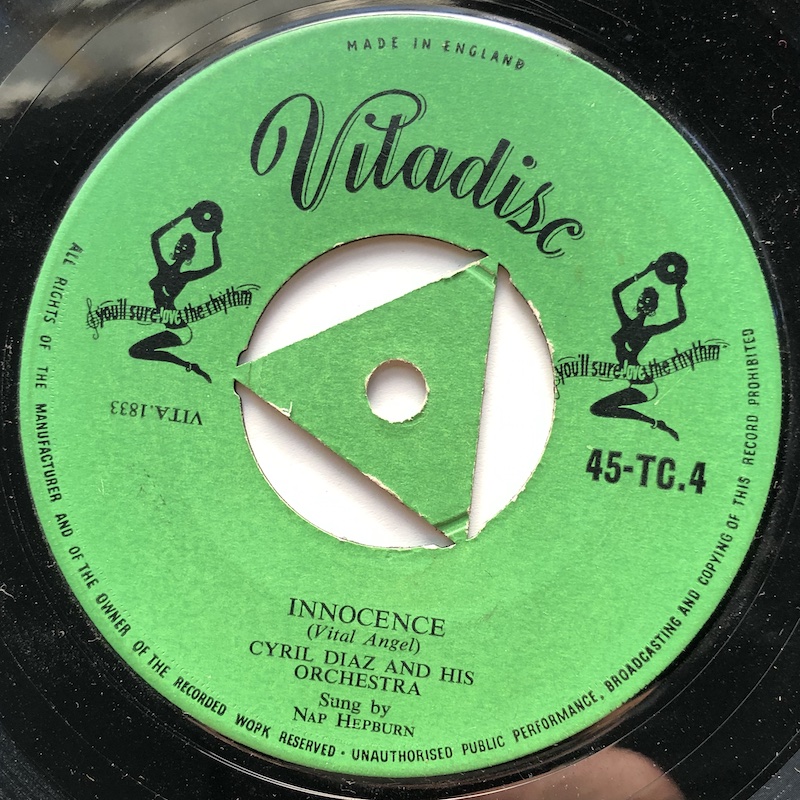 MADE IN ENGLAND
Vitadisc
you'll sure love the rhythm
you'll sure love the rhythm
VITA.1833
45-TC.4
INNOCENCE
(Vital Angel)
CYRIL DIAZ AND HIS
ORCHESTRA
Sung by
NAP HEPBURN
ALL RIGHTS OF THE MANUFACTURER AND OF THE OWNER OF THE RECORDED WORK RESERVED · UNAUTHORISED PUBLIC PERFORMANCE, BROADCASTING AND COPYING OF THIS RECORD PROHIBITED